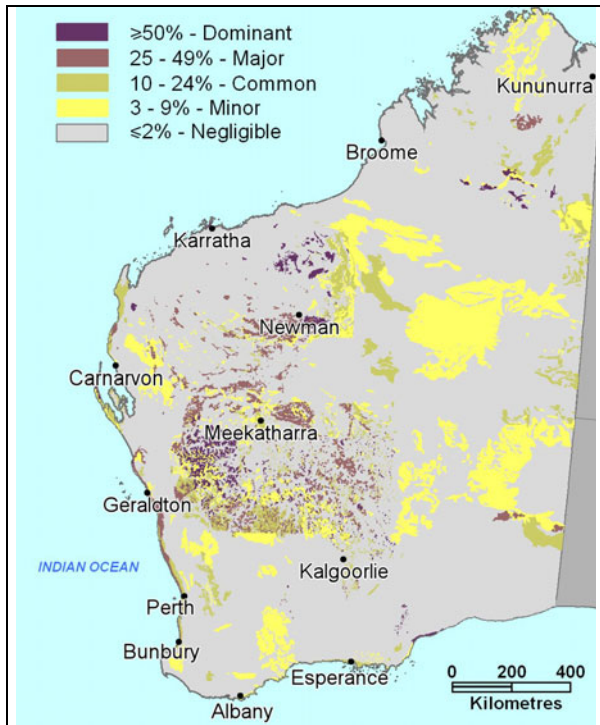 ≥50% - Dominant
25 - 49% - Major
10 - 24% - Common
3 - 9% - Minor
≤2% - Negligible
Kununurra
Broome
Karratha
Newman
Carnarvon
Meekatharra
Geraldton
INDIAN OCEAN
Kalgoorlie
Perth
Bunbury
Esperance
Albany
0 200 400
Kilometres